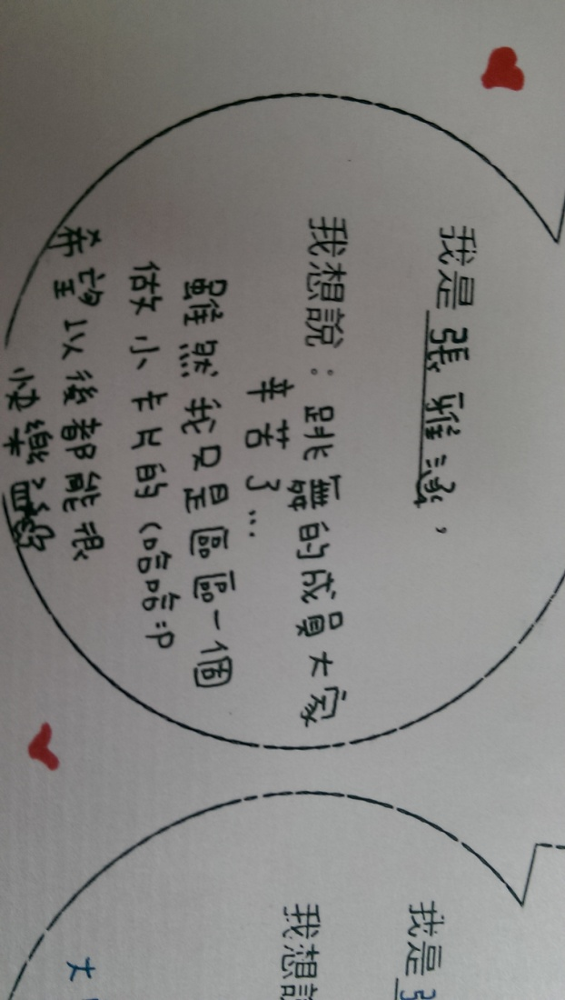 我是 張雅涵，
我想說：跳舞的成員大家
辛苦了...
雖然我只是區區一個
做小卡片的(哈哈:P
希望以後都能很
快樂
我是
我想說
大